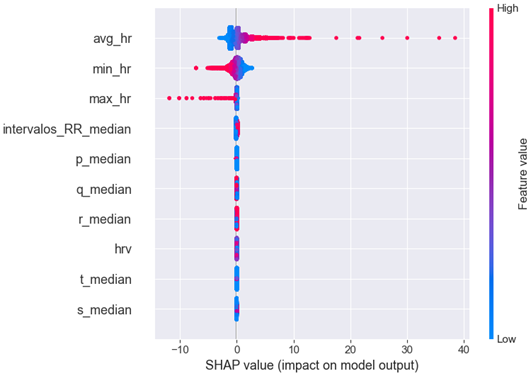 High
avg_hr
min_hr
max_hr
intervalos_RR_median
p_median
q_median
r_median
hrv
t_median
s_median
Feature value
Low
−10 0 10 20 30 40
SHAP value (impact on model output)